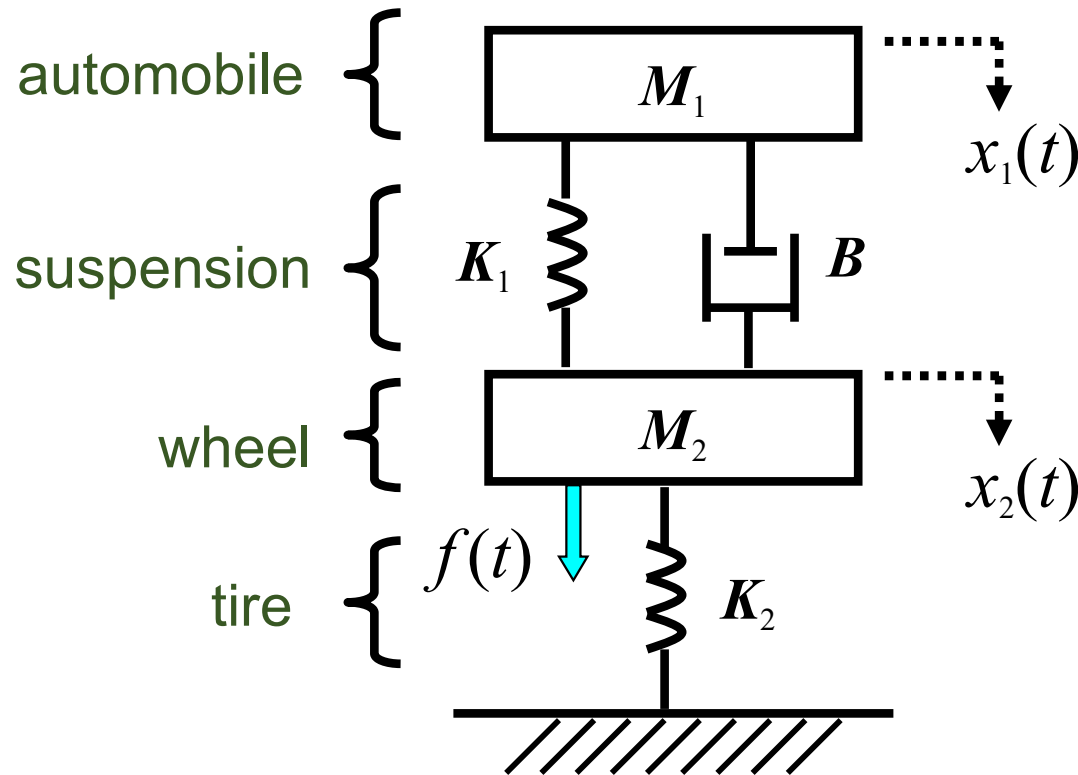 automobile
M₁
x₁(t)
suspension
K₁
B
wheel
M₂
x₂(t)
f(t)
tire
K₂